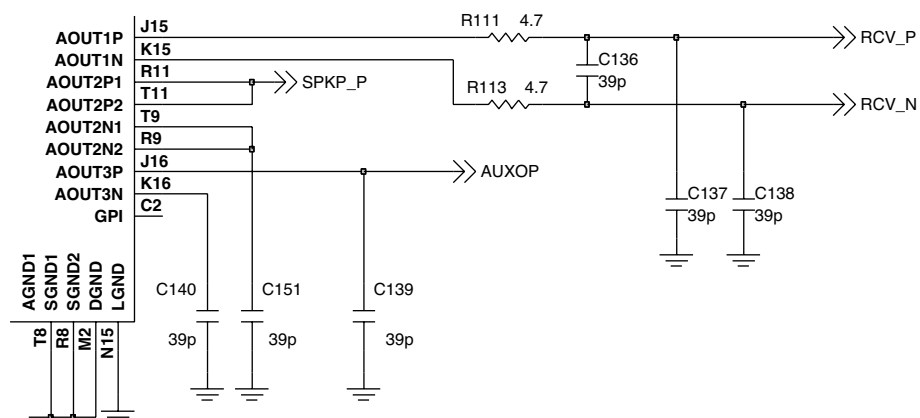 J15
R111 4.7
AOUT1P
RCV_P
K15
AOUT1N
C136
R11
AOUT2P1
SPKP_P
39p
T11
R113 4.7
AOUT2P2
RCV_N
T9
AOUT2N1
R9
AOUT2N2
J16
AOUT3P
AUXOP
K16
AOUT3N
C137
C138
C2
GPI
39p
39p
AGND1
SGND1
SGND2
DGND
LGND
C140
C151
C139
T8
R8
M2
N15
39p
39p
39p